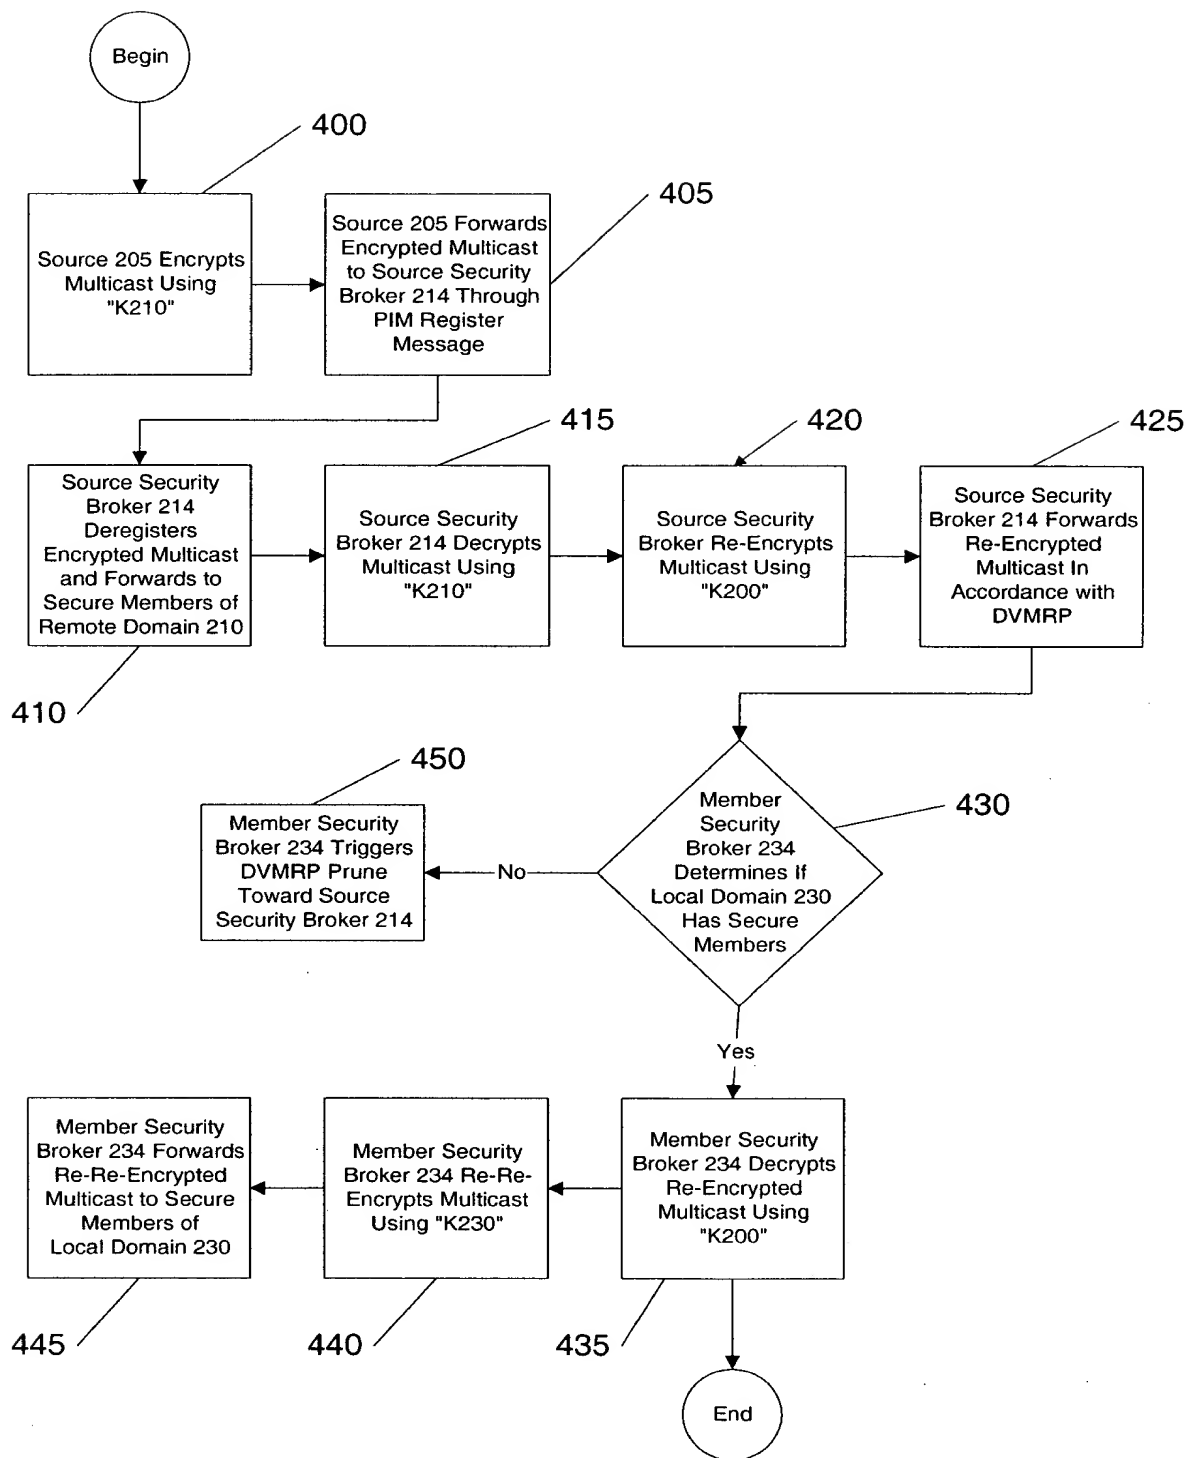 Begin
400
Source 205 Encrypts
Multicast Using
"K210"
405
Source 205 Forwards
Encrypted Multicast
to Source Security
Broker 214 Through
PIM Register
Message
Source Security
Broker 214
Deregisters
Encrypted Multicast
and Forwards to
Secure Members of
Remote Domain 210
410
415
Source Security
Broker 214 Decrypts
Multicast Using
"K210"
420
Source Security
Broker Re-Encrypts
Multicast Using
"K200"
425
Source Security
Broker 214 Forwards
Re-Encrypted
Multicast In
Accordance with
DVMRP
430
Member
Security
Broker 234
Determines If
Local Domain 230
Has Secure
Members
No
450
Member Security
Broker 234 Triggers
DVMRP Prune
Toward Source
Security Broker 214
Yes
Member Security
Broker 234 Decrypts
Re-Encrypted
Multicast Using
"K200"
435
Member Security
Broker 234 Re-Re-
Encrypts Multicast
Using "K230"
440
Member Security
Broker 234 Forwards
Re-Re-Encrypted
Multicast to Secure
Members of
Local Domain 230
445
End